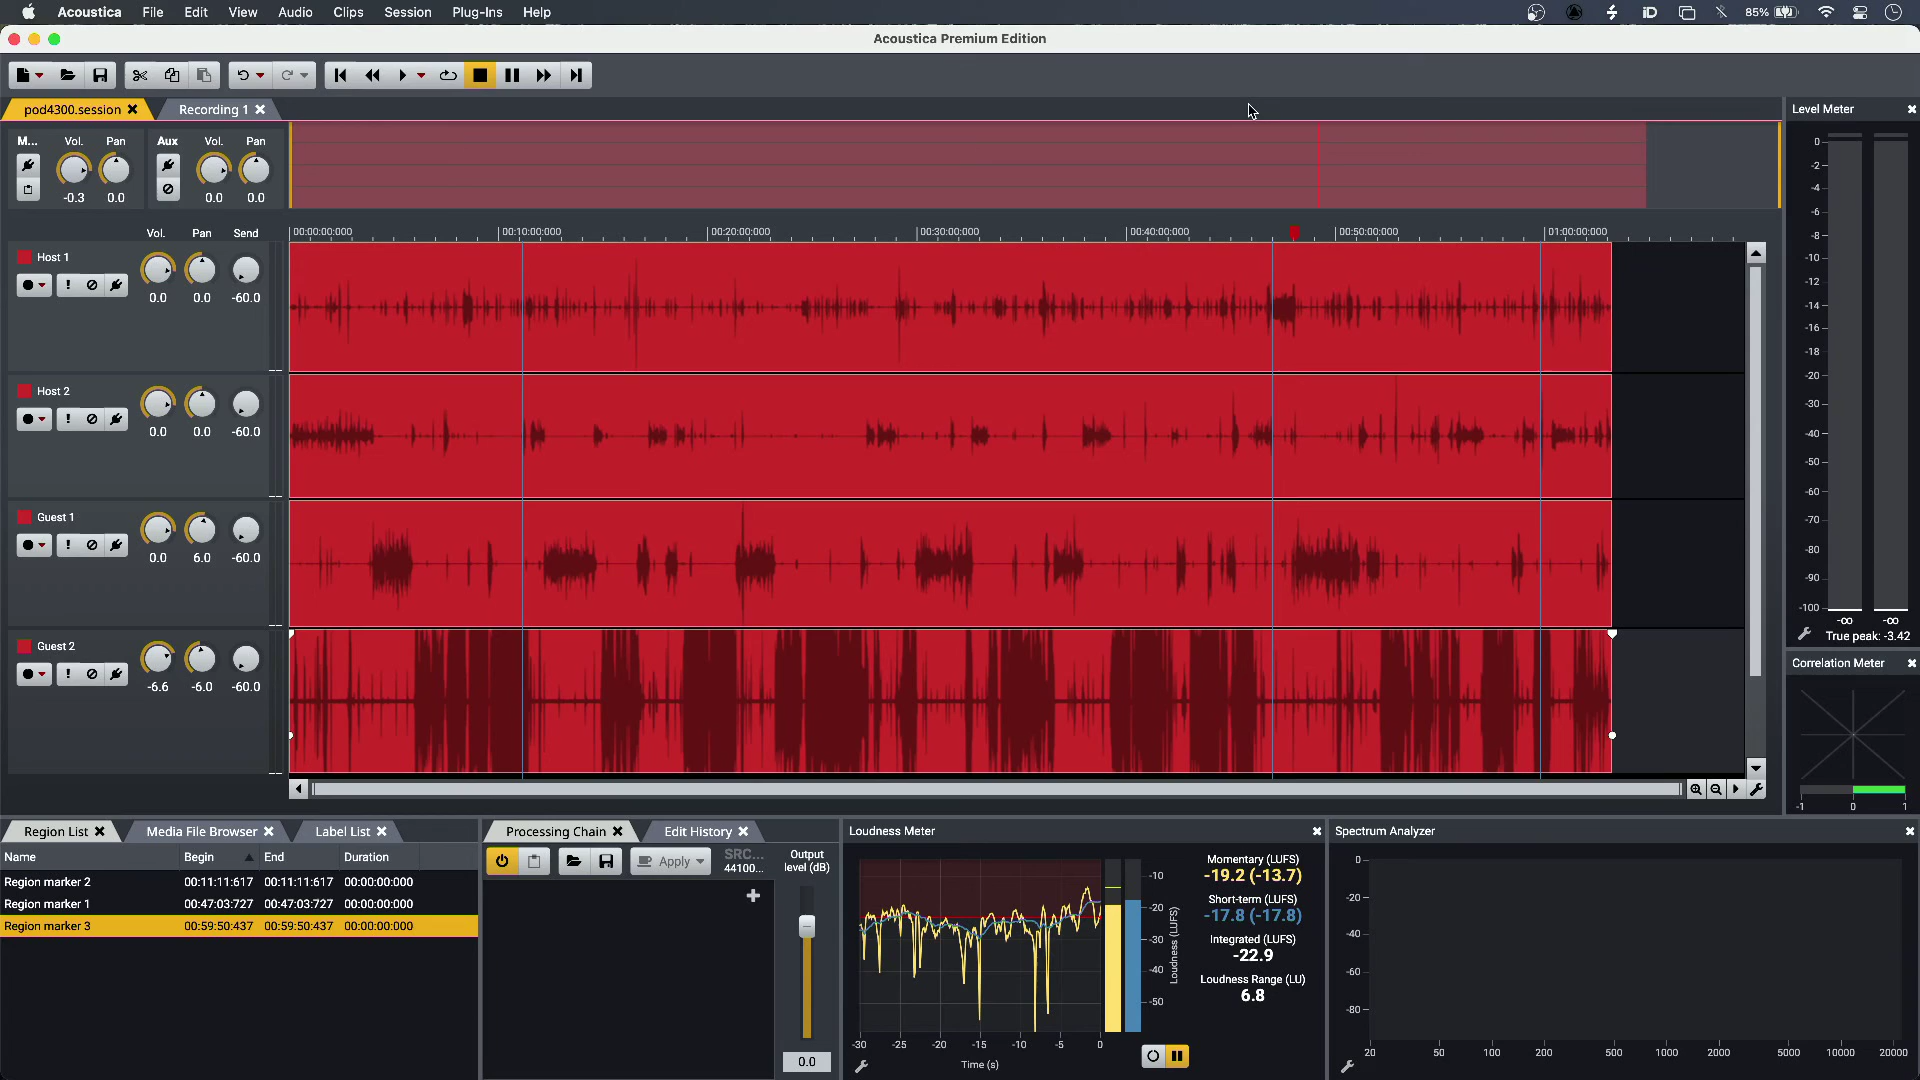 Acoustica File Edit View Audio Clips Session Plug-Ins Help iD 85%
Acoustica Premium Edition
pod4300.session Recording 1 Level Meter
M... Vol. Pan Aux Vol. Pan
-0.3 0.0 0.0 0.0
Vol. Pan Send
00:00:00:000 00:10:00:000 00:20:00:000 00:30:00:000 00:40:00:000 00:50:00:000 01:00:00:000
Host 1
0.0 0.0 -60.0
Host 2
0.0 0.0 -60.0
Guest 1
0.0 6.0 -60.0
Guest 2
-6.6 -6.0 -60.0
0
-2
-4
-6
-8
-10
-12
-14
-16
-18
-20
-30
-40
-50
-60
-70
-80
-90
-100
-∞ -∞
True peak: -3.42
Correlation Meter
-1 0 1
Region List Media File Browser Label List
Name Begin End Duration
Region marker 2 00:11:11:617 00:11:11:617 00:00:00:000
Region marker 1 00:47:03:727 00:47:03:727 00:00:00:000
Region marker 3 00:59:50:437 00:59:50:437 00:00:00:000
Processing Chain Edit History
Apply SRC... 44100...
Output level (dB)
0.0
Loudness Meter
-10
-20
-30
-40
-50
Loudness (LUFS)
-30 -25 -20 -15 -10 -5 0
Time (s)
Momentary (LUFS)
-19.2 (-13.7)
Short-term (LUFS)
-17.8 (-17.8)
Integrated (LUFS)
-22.9
Loudness Range (LU)
6.8
Spectrum Analyzer
0
-20
-40
-60
-80
20 50 100 200 500 1000 2000 5000 10000 20000